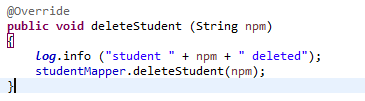 @Override
public void deleteStudent (String npm)
{
    log.info ("student " + npm + " deleted");
    studentMapper.deleteStudent(npm);
}